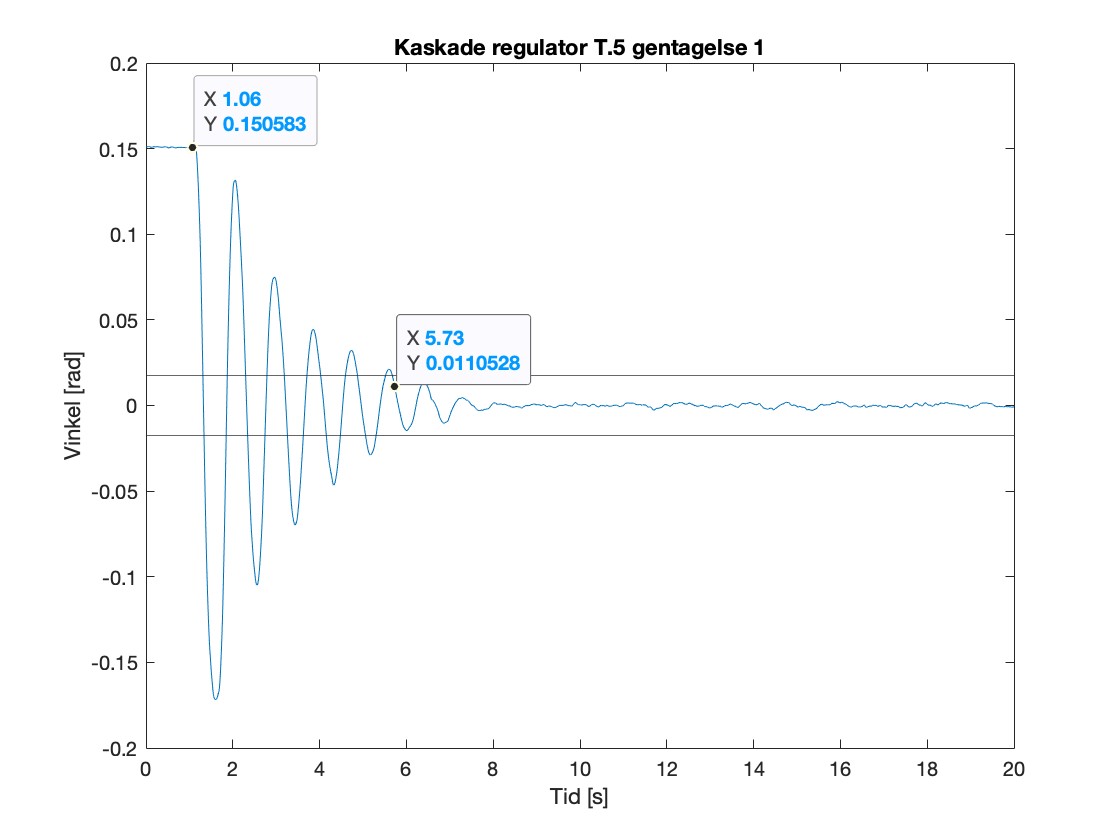 Kaskade regulator T.5 gentagelse 1
0.2
X 1.06
Y 0.150583
0.15
0.1
0.05
X 5.73
Y 0.0110528
0
-0.05
-0.1
-0.15
-0.2
Vinkel [rad]
0 2 4 6 8 10 12 14 16 18 20
Tid [s]